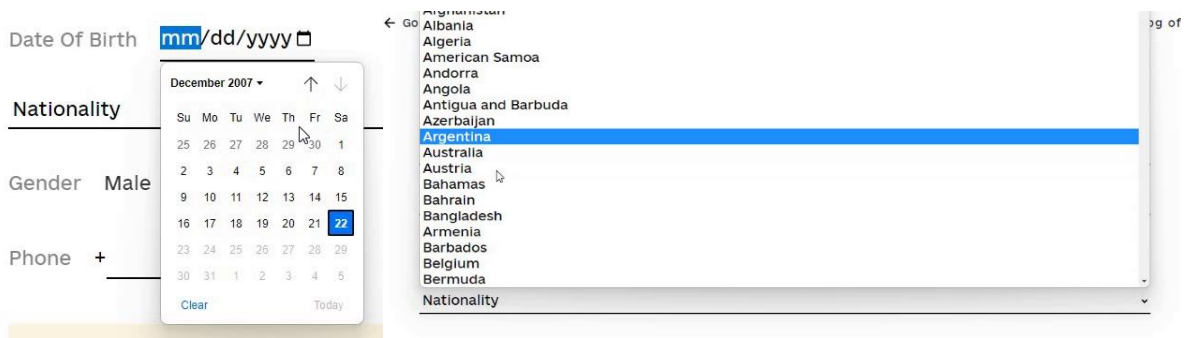 Date Of Birth mm/dd/yyyy
December 2007
Su Mo Tu We Th Fr Sa
25 26 27 28 29 30 1
2 3 4 5 6 7 8
9 10 11 12 13 14 15
16 17 18 19 20 21 22
23 24 25 26 27 28 29
30 31 1 2 3 4 5
Clear Today
Nationality
Gender Male
Phone +
← Go
Afghanistan
Albania
Algeria
American Samoa
Andorra
Angola
Antigua and Barbuda
Azerbaijan
Argentina
Australia
Austria
Bahamas
Bahrain
Bangladesh
Armenia
Barbados
Belgium
Bermuda
Nationality
og of